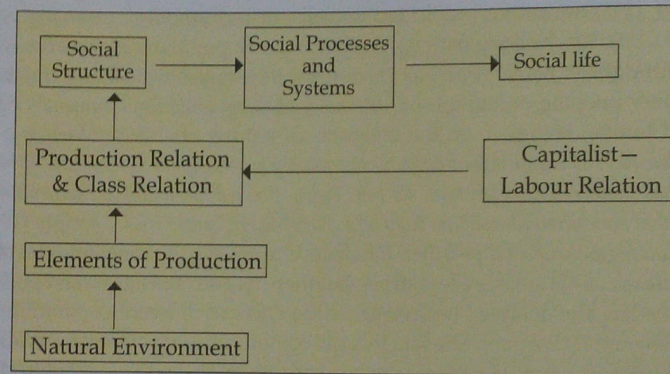 Social
Structure
Social Processes
and
Systems
Social life
Production Relation
& Class Relation
Capitalist—
Labour Relation
Elements of Production
Natural Environment